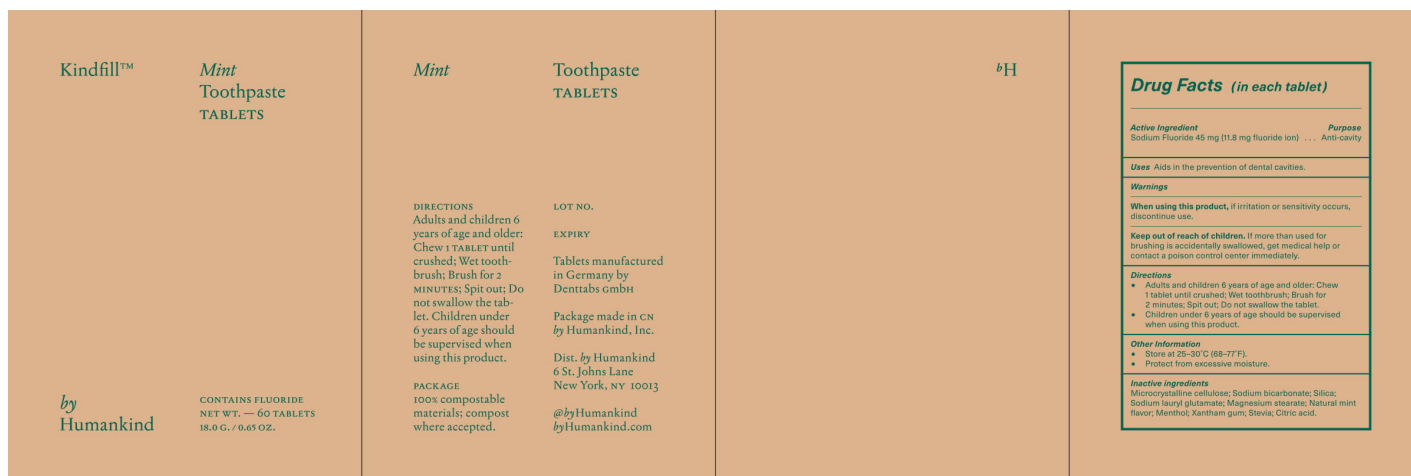 Kindfill™
Mint
Toothpaste
TABLETS
by
Humankind
CONTAINS FLUORIDE
NET WT. — 60 TABLETS
18.0 G. / 0.65 OZ.
Mint
Toothpaste
TABLETS
DIRECTIONS
Adults and children 6
years of age and older:
Chew 1 TABLET until
crushed; Wet tooth-
brush; Brush for 2
MINUTES; Spit out; Do
not swallow the tab-
let. Children under
6 years of age should
be supervised when
using this product.
PACKAGE
100% compostable
materials; compost
where accepted.
LOT NO.
EXPIRY
Tablets manufactured
in Germany by
Denttabs GmbH
Package made in CN
by Humankind, Inc.
Dist. by Humankind
6 St. Johns Lane
New York, NY 10013
@byHumankind
byHumankind.com
bH
Drug Facts (in each tablet)
Active Ingredient Purpose
Sodium Fluoride 45 mg (11.8 mg fluoride ion) . . . Anti-cavity
Uses Aids in the prevention of dental cavities.
Warnings
When using this product, if irritation or sensitivity occurs,
discontinue use.
Keep out of reach of children. If more than used for
brushing is accidentally swallowed, get medical help or
contact a poison control center immediately.
Directions
• Adults and children 6 years of age and older: Chew
1 tablet until crushed; Wet toothbrush; Brush for
2 minutes; Spit out; Do not swallow the tablet.
• Children under 6 years of age should be supervised
when using this product.
Other Information
• Store at 25–30˚C (68–77˚F).
• Protect from excessive moisture.
Inactive ingredients
Microcrystalline cellulose; Sodium bicarbonate; Silica;
Sodium lauryl glutamate; Magnesium stearate; Natural mint
flavor; Menthol; Xantham gum; Stevia; Citric acid.